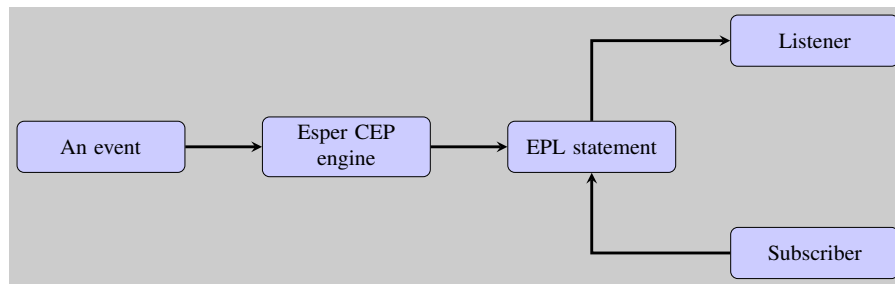 Listener
An event
Esper CEP
engine
EPL statement
Subscriber